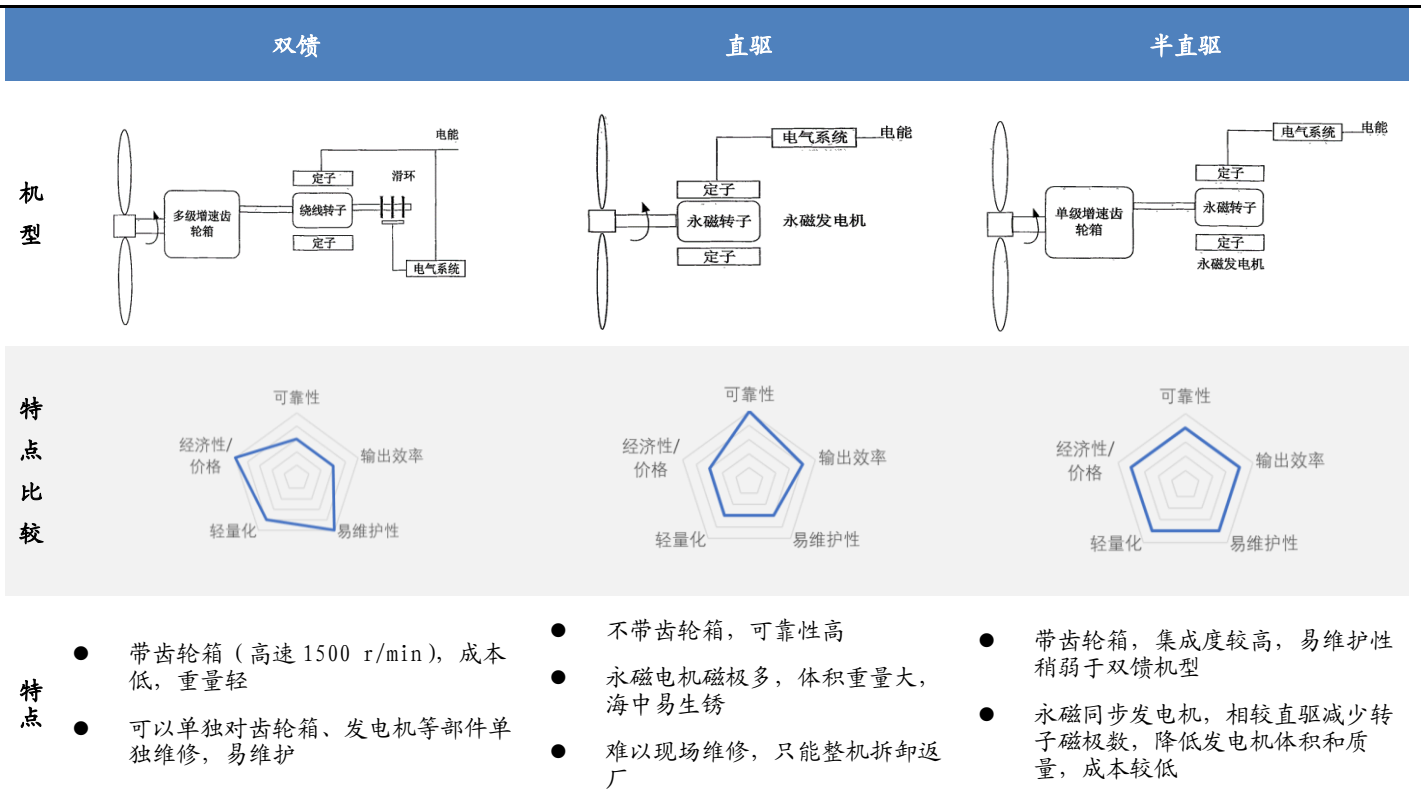 双馈
直驱
半直驱
机型
电能
定子
滑环
多级增速齿
轮箱
绕线转子
定子
电气系统
电气系统
电能
定子
永磁转子
永磁发电机
定子
电气系统
电能
定子
单级增速齿
轮箱
永磁转子
定子
永磁发电机
特点比较
可靠性
经济性/
价格
输出效率
轻量化
易维护性
可靠性
经济性/
价格
输出效率
轻量化
易维护性
可靠性
经济性/
价格
输出效率
轻量化
易维护性
特点
● 带齿轮箱（高速 1500 r/min），成本
低，重量轻
● 可以单独对齿轮箱、发电机等部件单
独维修，易维护
● 不带齿轮箱，可靠性高
● 永磁电机磁极多，体积重量大，
海中易生锈
● 难以现场维修，只能整机拆卸返
厂
● 带齿轮箱，集成度较高，易维护性
稍弱于双馈机型
● 永磁同步发电机，相较直驱减少转
子磁极数，降低发电机体积和质
量，成本较低